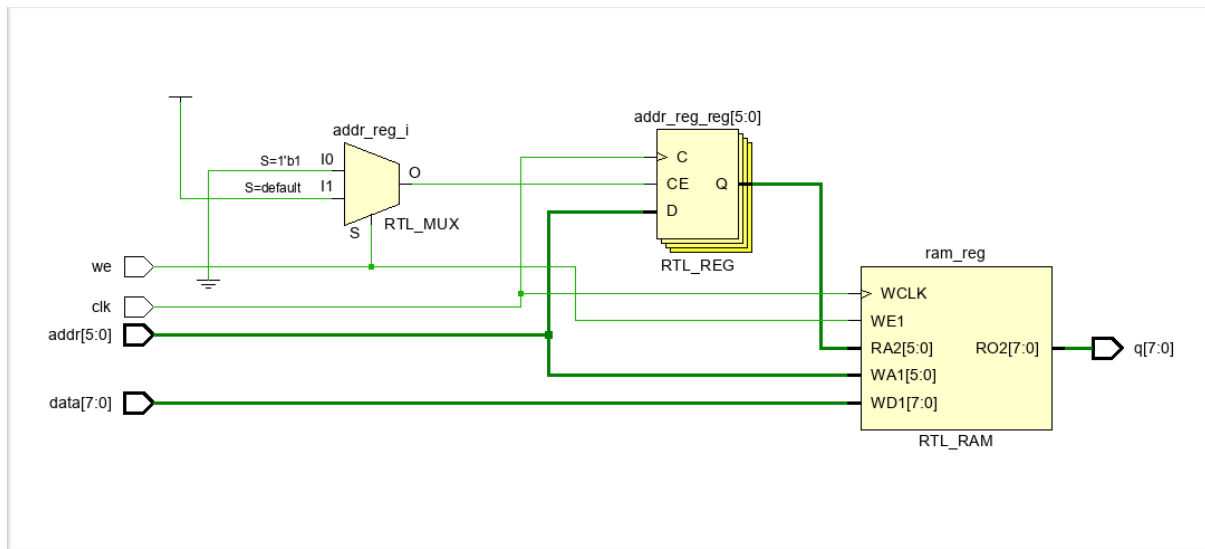 addr_reg_i
S=1'b1 I0
S=default I1
O
S
RTL_MUX
addr_reg_reg[5:0]
C
CE Q
D
RTL_REG
we
clk
addr[5:0]
data[7:0]
ram_reg
WCLK
WE1
RA2[5:0] RO2[7:0]
WA1[5:0]
WD1[7:0]
RTL_RAM
q[7:0]